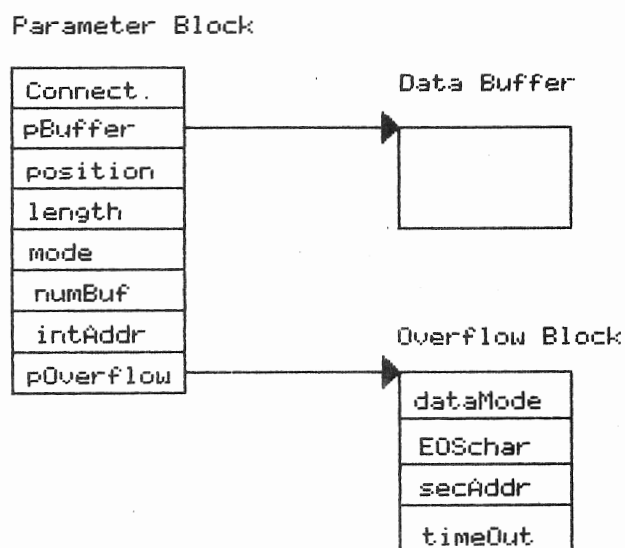 Parameter Block
Connect.
pBuffer
position
length
mode
numBuf
intAddr
pOverflow
Data Buffer
Overflow Block
dataMode
EOSchar
secAddr
timeOut